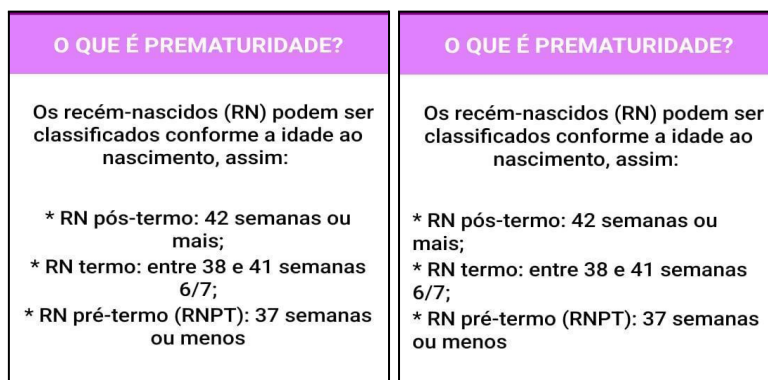 O QUE É PREMATURIDADE?
Os recém-nascidos (RN) podem ser
classificados conforme a idade ao
nascimento, assim:
* RN pós-termo: 42 semanas ou
mais;
* RN termo: entre 38 e 41 semanas
6/7;
* RN pré-termo (RNPT): 37 semanas
ou menos
O QUE É PREMATURIDADE?
Os recém-nascidos (RN) podem ser
classificados conforme a idade ao
nascimento, assim:
* RN pós-termo: 42 semanas ou
mais;
* RN termo: entre 38 e 41 semanas
6/7;
* RN pré-termo (RNPT): 37 semanas
ou menos